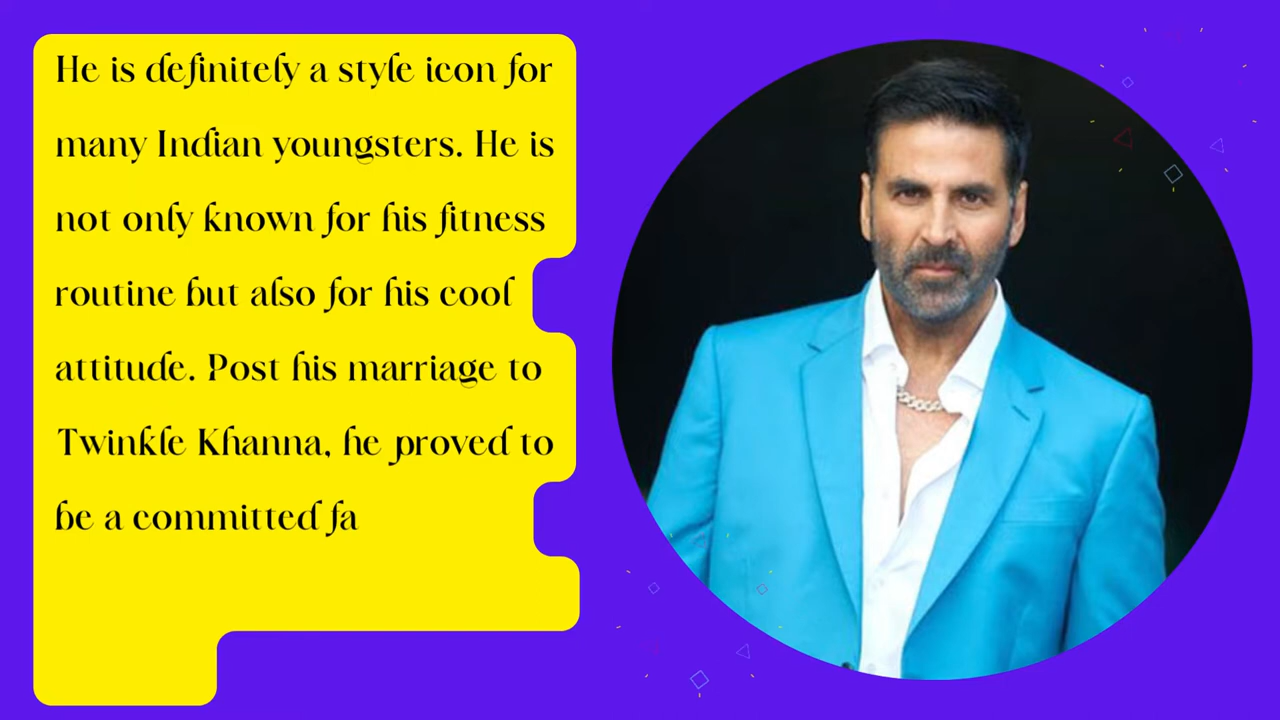 He is definitely a style icon for
many Indian youngsters. He is
not only known for his fitness
routine but also for his cool
attitude. Post his marriage to
Twinkle Khanna, he proved to
be a committed fa